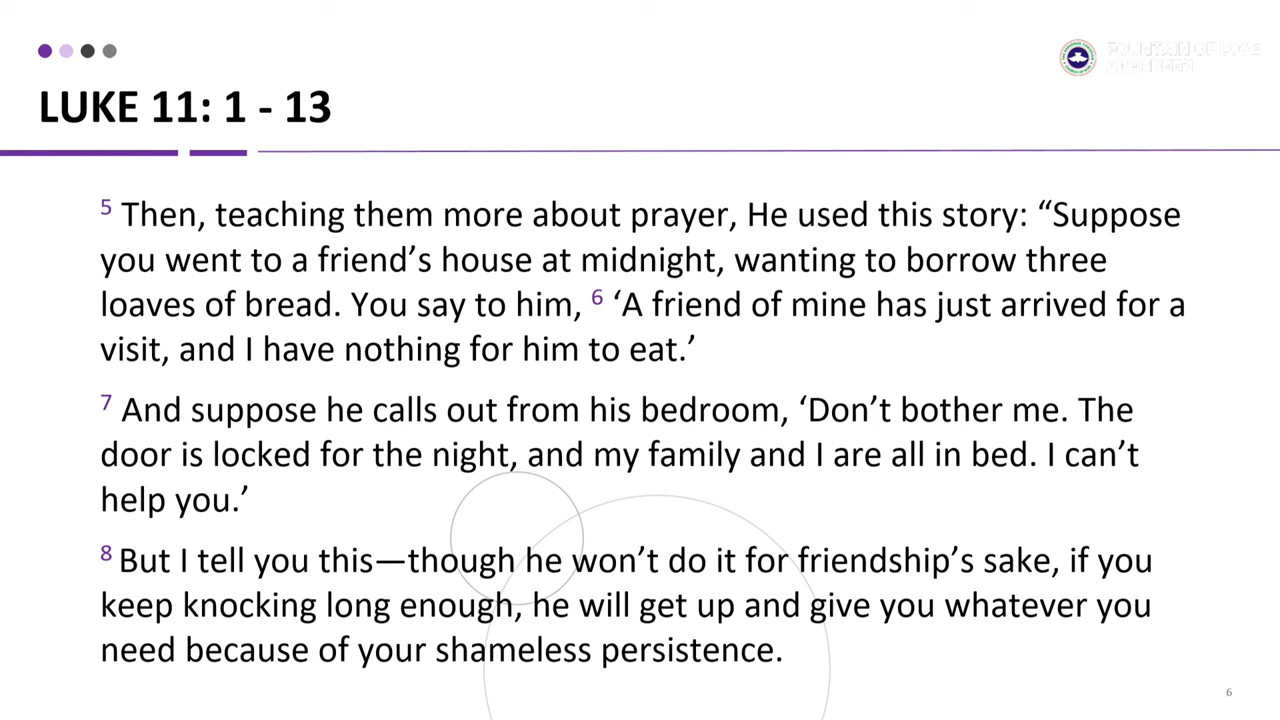 FOUNTAIN OF LOVE
ABERDEEN
LUKE 11: 1 - 13
5 Then, teaching them more about prayer, He used this story: “Suppose
you went to a friend’s house at midnight, wanting to borrow three
loaves of bread. You say to him, 6 ‘A friend of mine has just arrived for a
visit, and I have nothing for him to eat.’
7 And suppose he calls out from his bedroom, ‘Don’t bother me. The
door is locked for the night, and my family and I are all in bed. I can’t
help you.’
8 But I tell you this—though he won’t do it for friendship’s sake, if you
keep knocking long enough, he will get up and give you whatever you
need because of your shameless persistence.
6